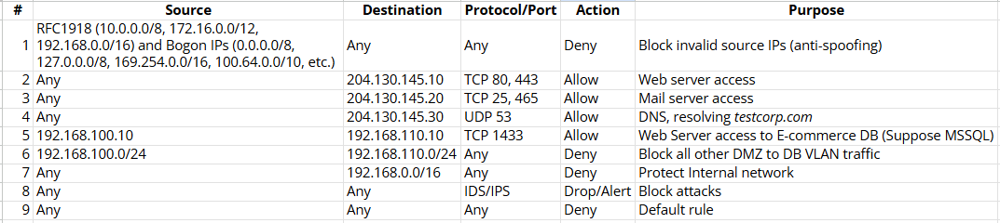 # Source Destination Protocol/Port Action Purpose
RFC1918 (10.0.0.0/8, 172.16.0.0/12,
192.168.0.0/16) and Bogon IPs (0.0.0.0/8,
127.0.0.0/8, 169.254.0.0/16, 100.64.0.0/10, etc.)
1 Any Any Deny Block invalid source IPs (anti-spoofing)
2 Any 204.130.145.10 TCP 80, 443 Allow Web server access
3 Any 204.130.145.20 TCP 25, 465 Allow Mail server access
4 Any 204.130.145.30 UDP 53 Allow DNS, resolving testcorp.com
5 192.168.100.10 192.168.110.10 TCP 1433 Allow Web Server access to E-commerce DB (Suppose MSSQL)
6 192.168.100.0/24 192.168.110.0/24 Any Deny Block all other DMZ to DB VLAN traffic
7 Any 192.168.0.0/16 Any Deny Protect Internal network
8 Any Any IDS/IPS Drop/Alert Block attacks
9 Any Any Any Deny Default rule